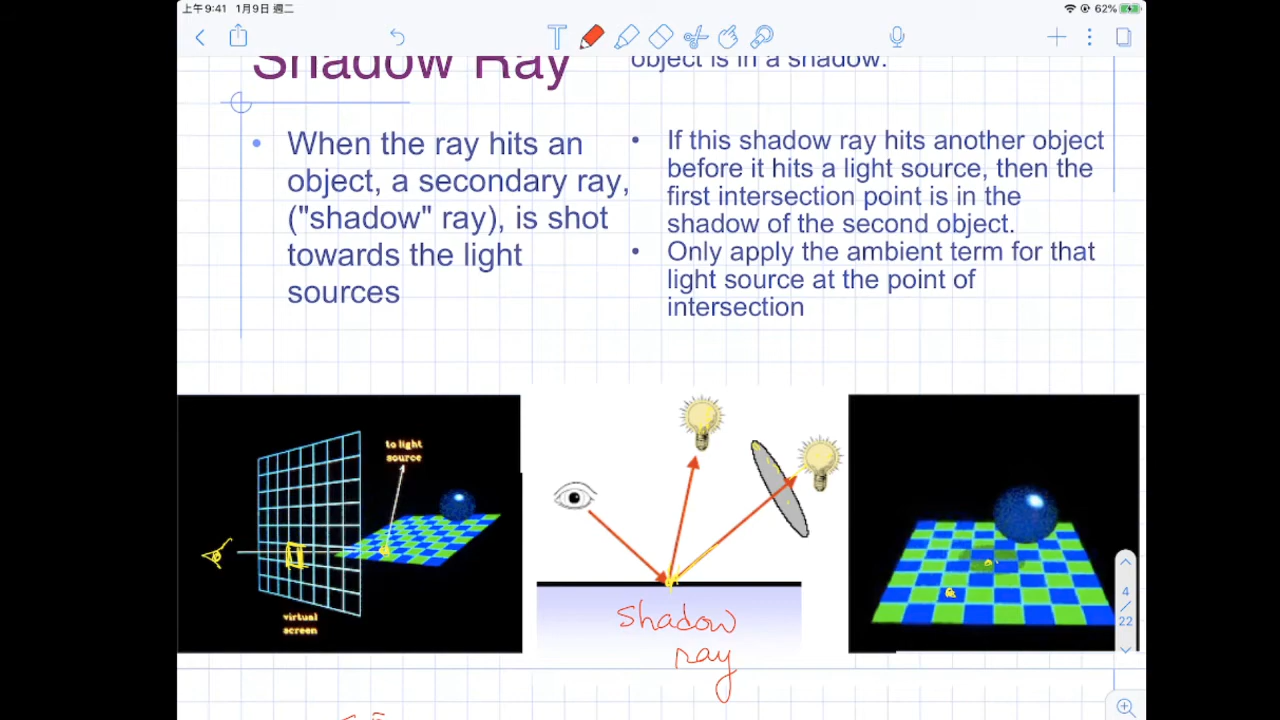 上午9:41 1月9日 週二
62%
Shadow Ray
object is in a shadow.
• When the ray hits an
object, a secondary ray,
("shadow" ray), is shot
towards the light
sources
• If this shadow ray hits another object
before it hits a light source, then the
first intersection point is in the
shadow of the second object.
• Only apply the ambient term for that
light source at the point of
intersection
to light
source
virtual
screen
shadow
ray
4
/
22